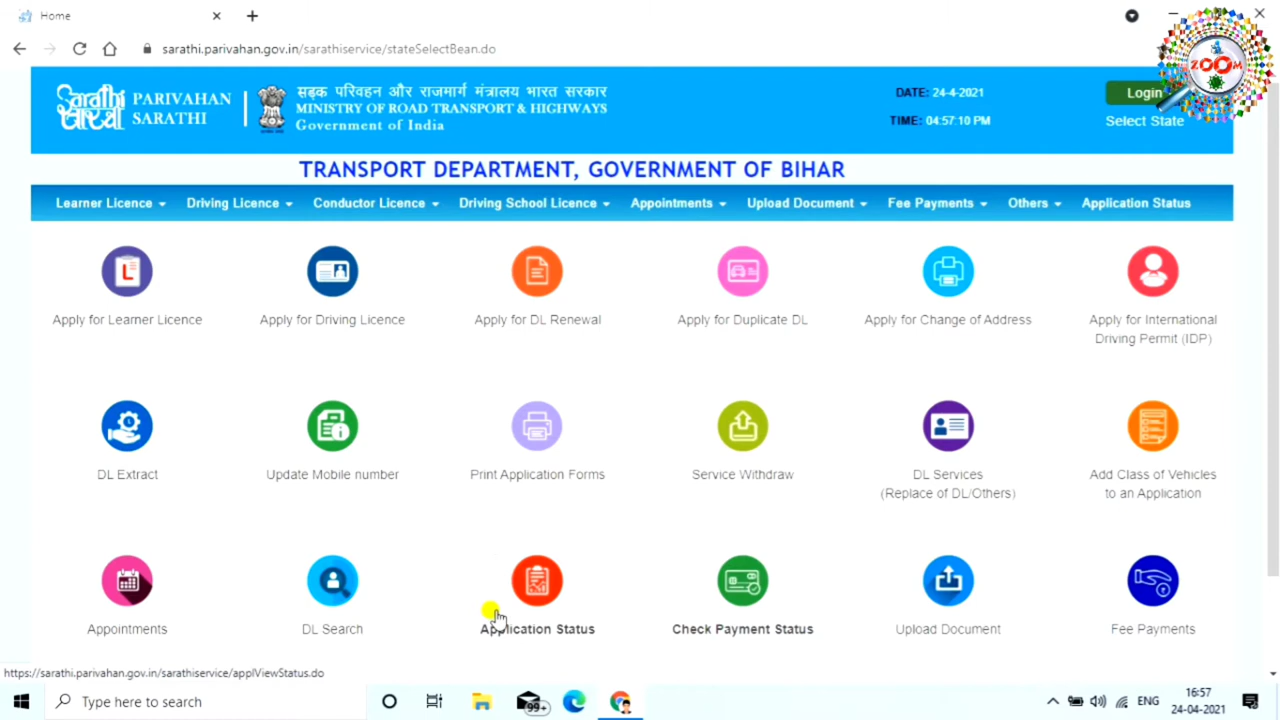 Home
sarathi.parivahan.gov.in/sarathiservice/stateSelectBean.do
ZOOM
Sarathi
सारथी
PARIVAHAN
SARATHI
सड़क परिवहन और राजमार्ग मंत्रालय भारत सरकार
MINISTRY OF ROAD TRANSPORT & HIGHWAYS
Government of India
DATE: 24-4-2021
TIME: 04:57:10 PM
Login
Select State
TRANSPORT DEPARTMENT, GOVERNMENT OF BIHAR
Learner Licence Driving Licence Conductor Licence Driving School Licence Appointments Upload Document Fee Payments Others Application Status
L
Apply for Learner Licence
Apply for Driving Licence
Apply for DL Renewal
Apply for Duplicate DL
Apply for Change of Address
Apply for International
Driving Permit (IDP)
DL Extract
Update Mobile number
Print Application Forms
Service Withdraw
DL Services
(Replace of DL/Others)
Add Class of Vehicles
to an Application
Appointments
DL Search
Application Status
Check Payment Status
Upload Document
Fee Payments
https://sarathi.parivahan.gov.in/sarathiservice/applViewStatus.do
Type here to search
99+
ENG
16:57
24-04-2021